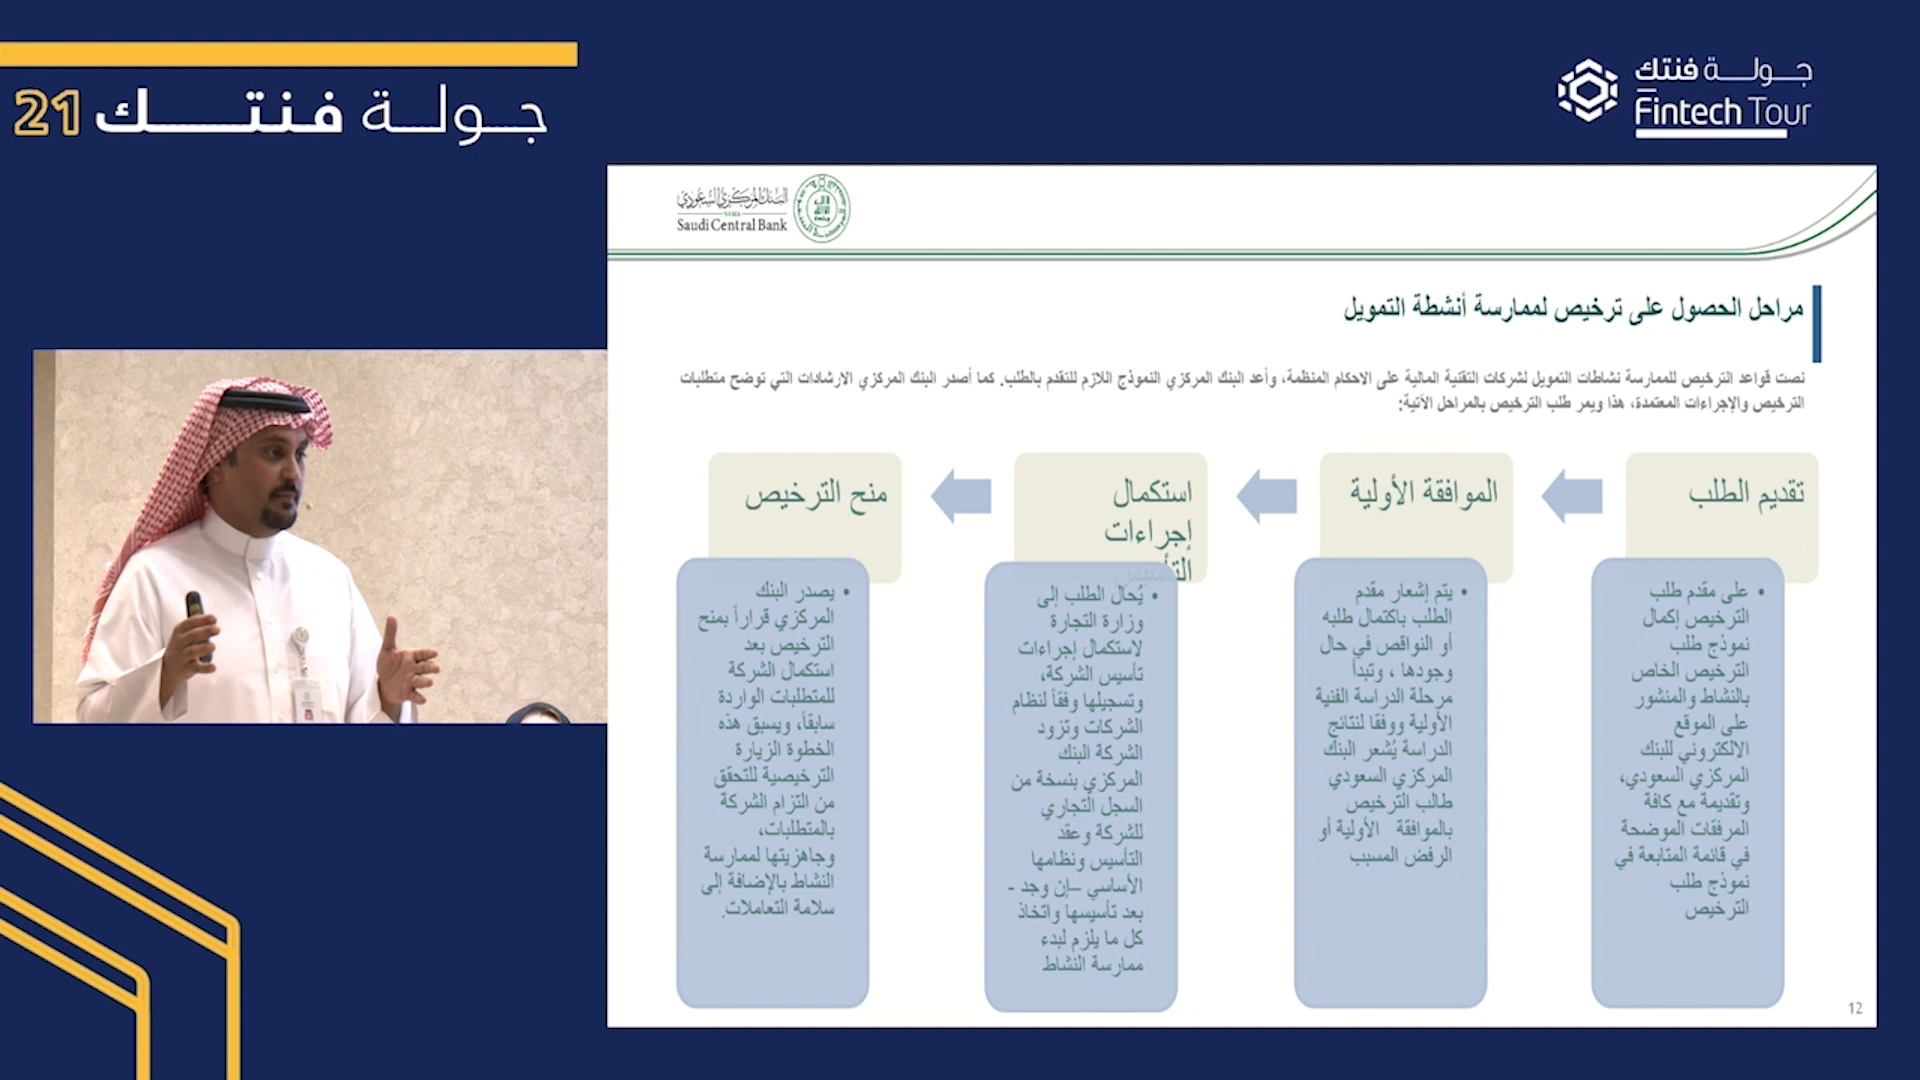 جولة فنتك 21
جولة فنتك
Fintech Tour
البنك المركزي السعودي
SAMA
Saudi Central Bank
مراحل الحصول على ترخيص لممارسة أنشطة التمويل
نصت قواعد الترخيص للممارسة نشاطات التمويل لشركات التقنية المالية على الاحكام المنظمة، وأعد البنك المركزي النموذج اللازم للتقدم بالطلب. كما أصدر البنك المركزي الارشادات التي توضح متطلبات
الترخيص والإجراءات المعتمدة، هذا ويمر طلب الترخيص بالمراحل الآتية:
تقديم الطلب
• على مقدم طلب
الترخيص إكمال
نموذج طلب
الترخيص الخاص
بالنشاط والمنشور
على الموقع
الالكتروني للبنك
المركزي السعودي،
وتقديمة مع كافة
المرفقات الموضحة
في قائمة المتابعة في
نموذج طلب
الترخيص
الموافقة الأولية
• يتم إشعار مقدم
الطلب باكتمال طلبه
أو النواقص في حال
وجودها ، وتبدأ
مرحلة الدراسة الفنية
الأولية ووفقا لنتائج
الدراسة يُشعر البنك
المركزي السعودي
طالب الترخيص
بالموافقة الأولية أو
الرفض المسبب
استكمال
إجراءات
التأسيس
• يُحال الطلب إلى
وزارة التجارة
لاستكمال إجراءات
تأسيس الشركة،
وتسجيلها وفقاً لنظام
الشركات وتزود
الشركة البنك
المركزي بنسخة من
السجل التجاري
للشركة وعقد
التأسيس ونظامها
الأساسي –إن وجد -
بعد تأسيسها واتخاذ
كل ما يلزم لبدء
ممارسة النشاط
منح الترخيص
• يصدر البنك
المركزي قراراً بمنح
الترخيص بعد
استكمال الشركة
للمتطلبات الواردة
سابقاً، ويسبق هذه
الخطوة الزيارة
الترخيصية للتحقق
من التزام الشركة
بالمتطلبات،
وجاهزيتها لممارسة
النشاط بالإضافة إلى
سلامة التعاملات.
12